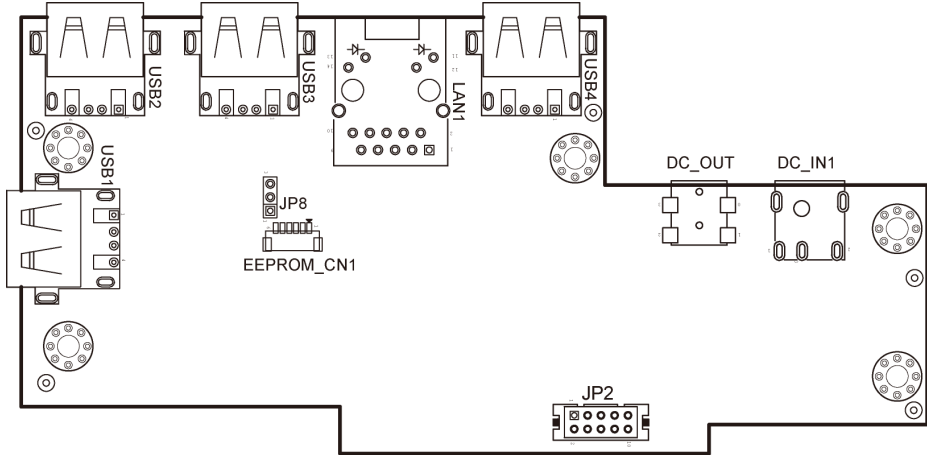 USB2
USB3
LAN1
USB4
USB1
DC_OUT
DC_IN1
JP8
EEPROM_CN1
JP2